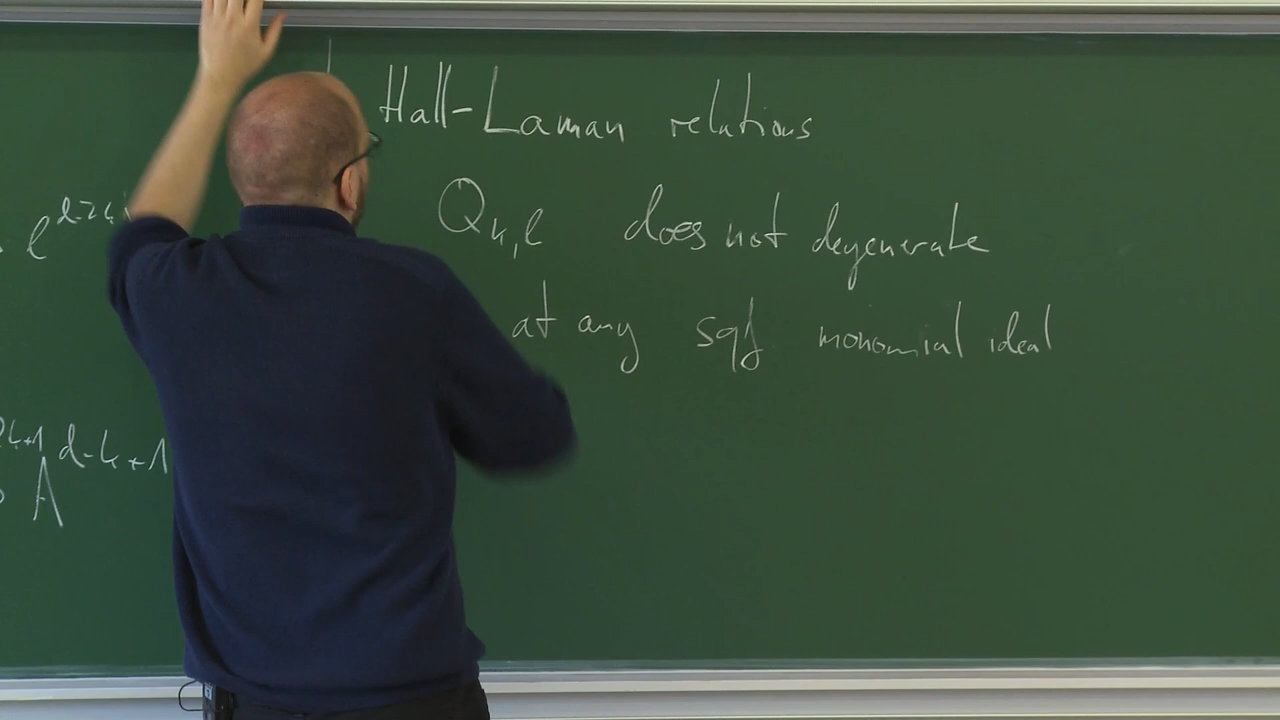 Hall-Laman relations
Q_{k,l} does not degenerate
at any sqf monomial ideal
l^{d-2k}
A^{d-k+1}